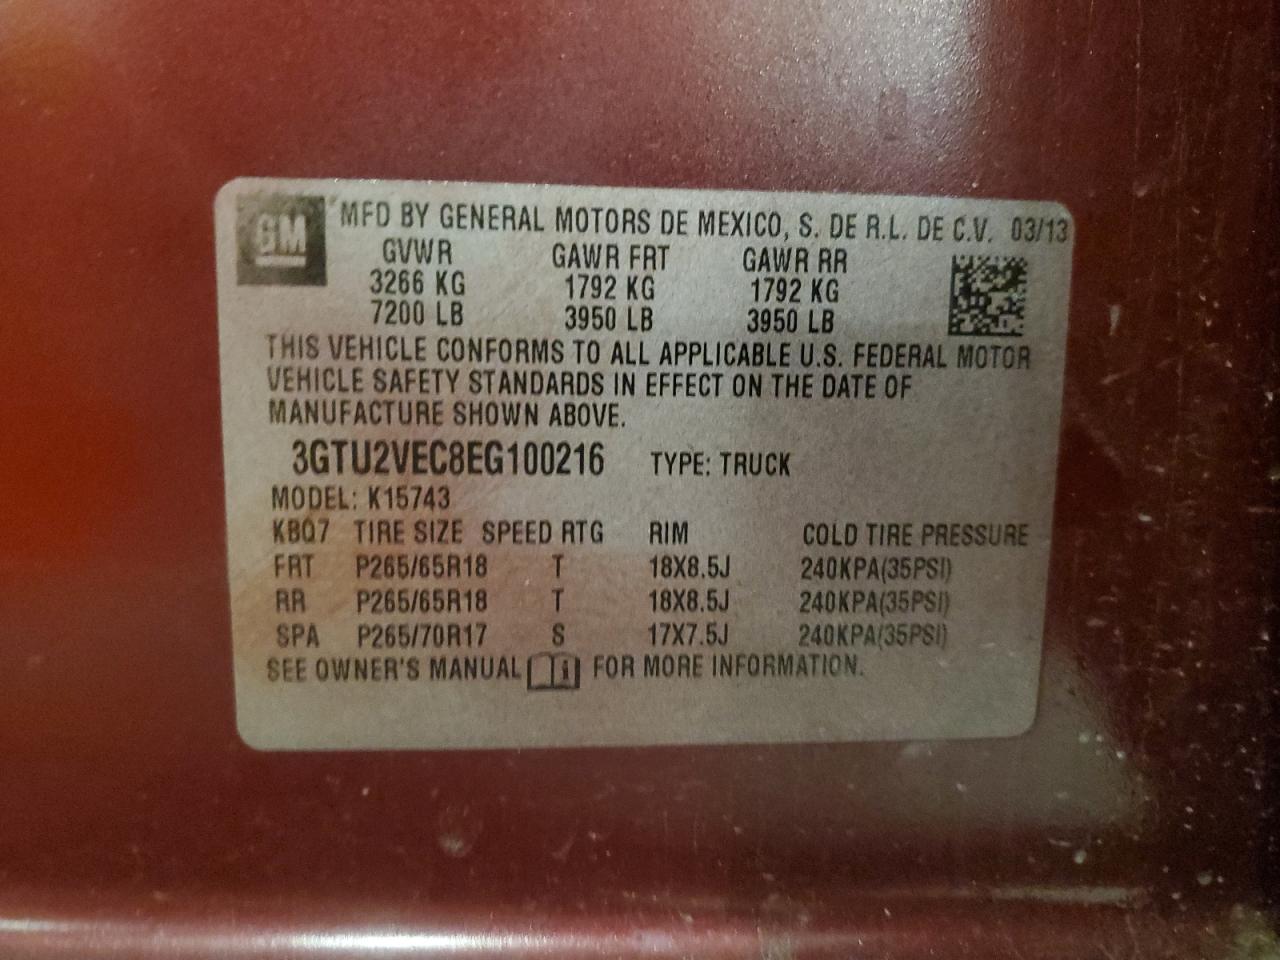 GM MFD BY GENERAL MOTORS DE MEXICO, S. DE R.L. DE C.V. 03/13
GVWR GAWR FRT GAWR RR
3266 KG 1792 KG 1792 KG
7200 LB 3950 LB 3950 LB
THIS VEHICLE CONFORMS TO ALL APPLICABLE U.S. FEDERAL MOTOR
VEHICLE SAFETY STANDARDS IN EFFECT ON THE DATE OF
MANUFACTURE SHOWN ABOVE.
3GTU2VEC8EG100216 TYPE: TRUCK
MODEL: K15743
KBQ7 TIRE SIZE SPEED RTG RIM COLD TIRE PRESSURE
FRT P265/65R18 T 18X8.5J 240KPA(35PSI)
RR P265/65R18 T 18X8.5J 240KPA(35PSI)
SPA P265/70R17 S 17X7.5J 240KPA(35PSI)
SEE OWNER'S MANUAL i FOR MORE INFORMATION.